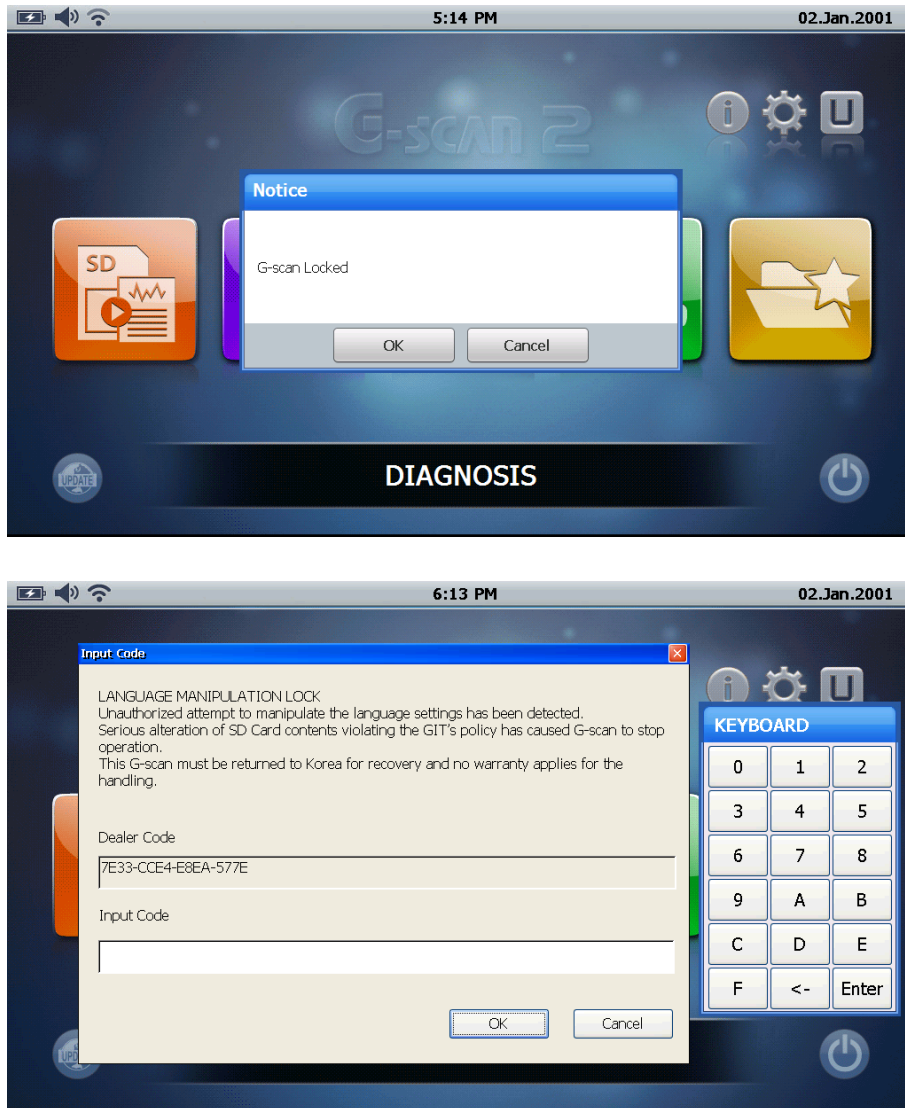 5:14 PM
02.Jan.2001
G-scan 2
i
U
Notice
SD
G-scan Locked
OK
Cancel
UPDATE
DIAGNOSIS
6:13 PM
02.Jan.2001
Input Code
i
U
LANGUAGE MANIPULATION LOCK
Unauthorized attempt to manipulate the language settings has been detected.
Serious alteration of SD Card contents violating the GIT's policy has caused G-scan to stop
operation.
This G-scan must be returned to Korea for recovery and no warranty applies for the
handling.
Dealer Code
7E33-CCE4-E8EA-577E
Input Code
OK
Cancel
KEYBOARD
0 1 2
3 4 5
6 7 8
9 A B
C D E
F <- Enter
UPD